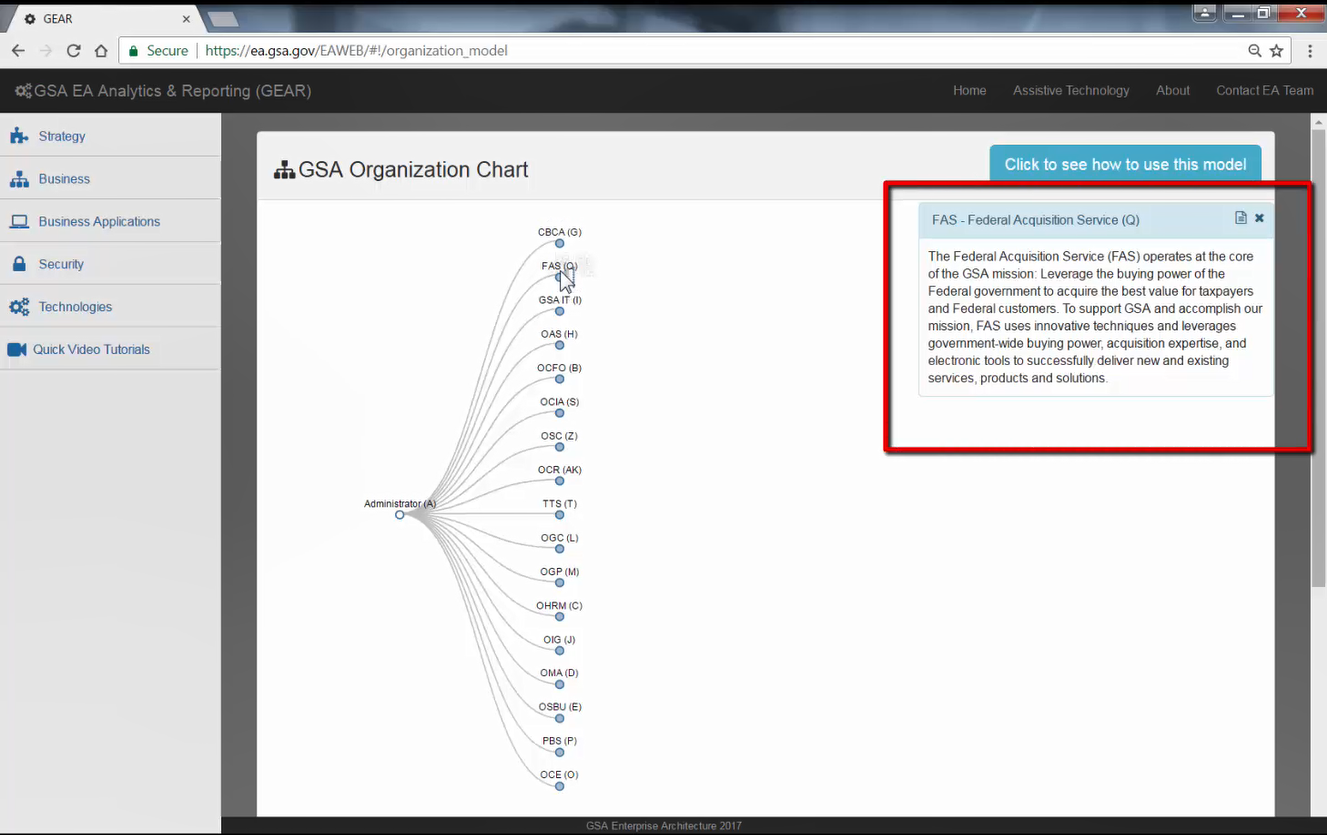 GEAR
Secure
https://ea.gsa.gov/EAWEB/#!/organization_model
GSA EA Analytics & Reporting (GEAR)
Home
Assistive Technology
About
Contact EA Team
Strategy
Business
Business Applications
Security
Technologies
Quick Video Tutorials
GSA Organization Chart
Click to see how to use this model
FAS - Federal Acquisition Service (Q)
The Federal Acquisition Service (FAS) operates at the core
of the GSA mission: Leverage the buying power of the
Federal government to acquire the best value for taxpayers
and Federal customers. To support GSA and accomplish our
mission, FAS uses innovative techniques and leverages
government-wide buying power, acquisition expertise, and
electronic tools to successfully deliver new and existing
services, products and solutions.
Administrator (A)
CBCA (G)
FAS (Q)
GSA IT (I)
OAS (H)
OCFO (B)
OCIA (S)
OSC (Z)
OCR (AK)
TTS (T)
OGC (L)
OGP (M)
OHRM (C)
OIG (J)
OMA (D)
OSBU (E)
PBS (P)
OCE (O)
GSA Enterprise Architecture 2017